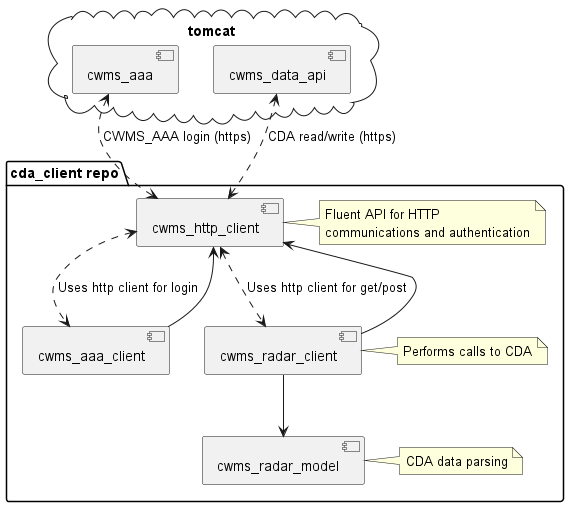 tomcat
cwms_aaa
cwms_data_api
CWMS_AAA login (https)
CDA read/write (https)
cda_client repo
cwms_http_client
Fluent API for HTTP
communications and authentication
Uses http client for login
Uses http client for get/post
cwms_aaa_client
cwms_radar_client
Performs calls to CDA
cwms_radar_model
CDA data parsing